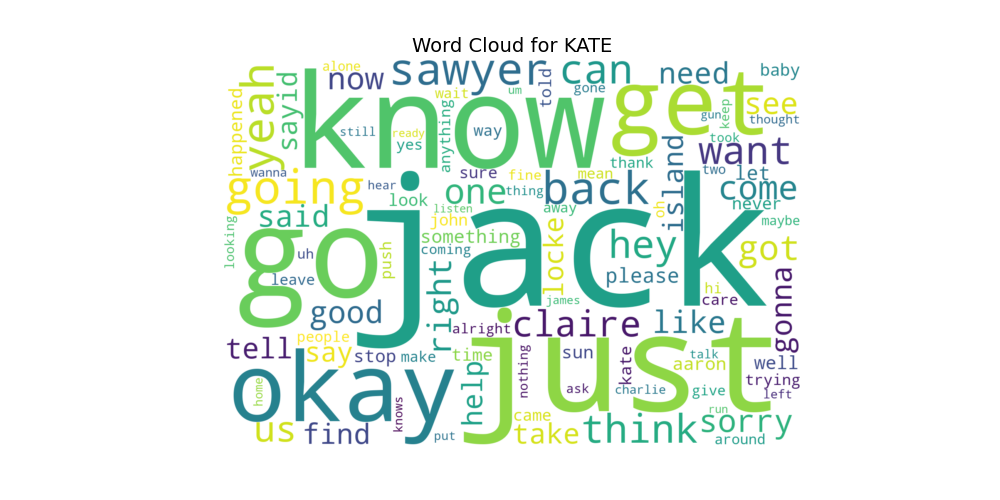 Word Cloud for KATE
alone
now
sawyer
um
told
gone
can
need
baby
happened
yeah
sayid
know
get
see
wait
still
ready
yes
anything
way
gun
keep
thought
took
want
wanna
going
hear
look
sure
one
thing
fine
mean
thank
back
two
let
come
island
oh
never
maybe
said
listen
john
away
something
coming
locke
hey
got
looking
go
jack
uh
leave
push
right
please
james
hi
care
gonna
good
alright
claire
like
people
tell
say
stop
make
time
just
sun
kate
talk
aaron
well
trying
left
okay
home
knows
help
nothing
ask
charlie
give
run
us
find
put
came
take
think
sorry
around